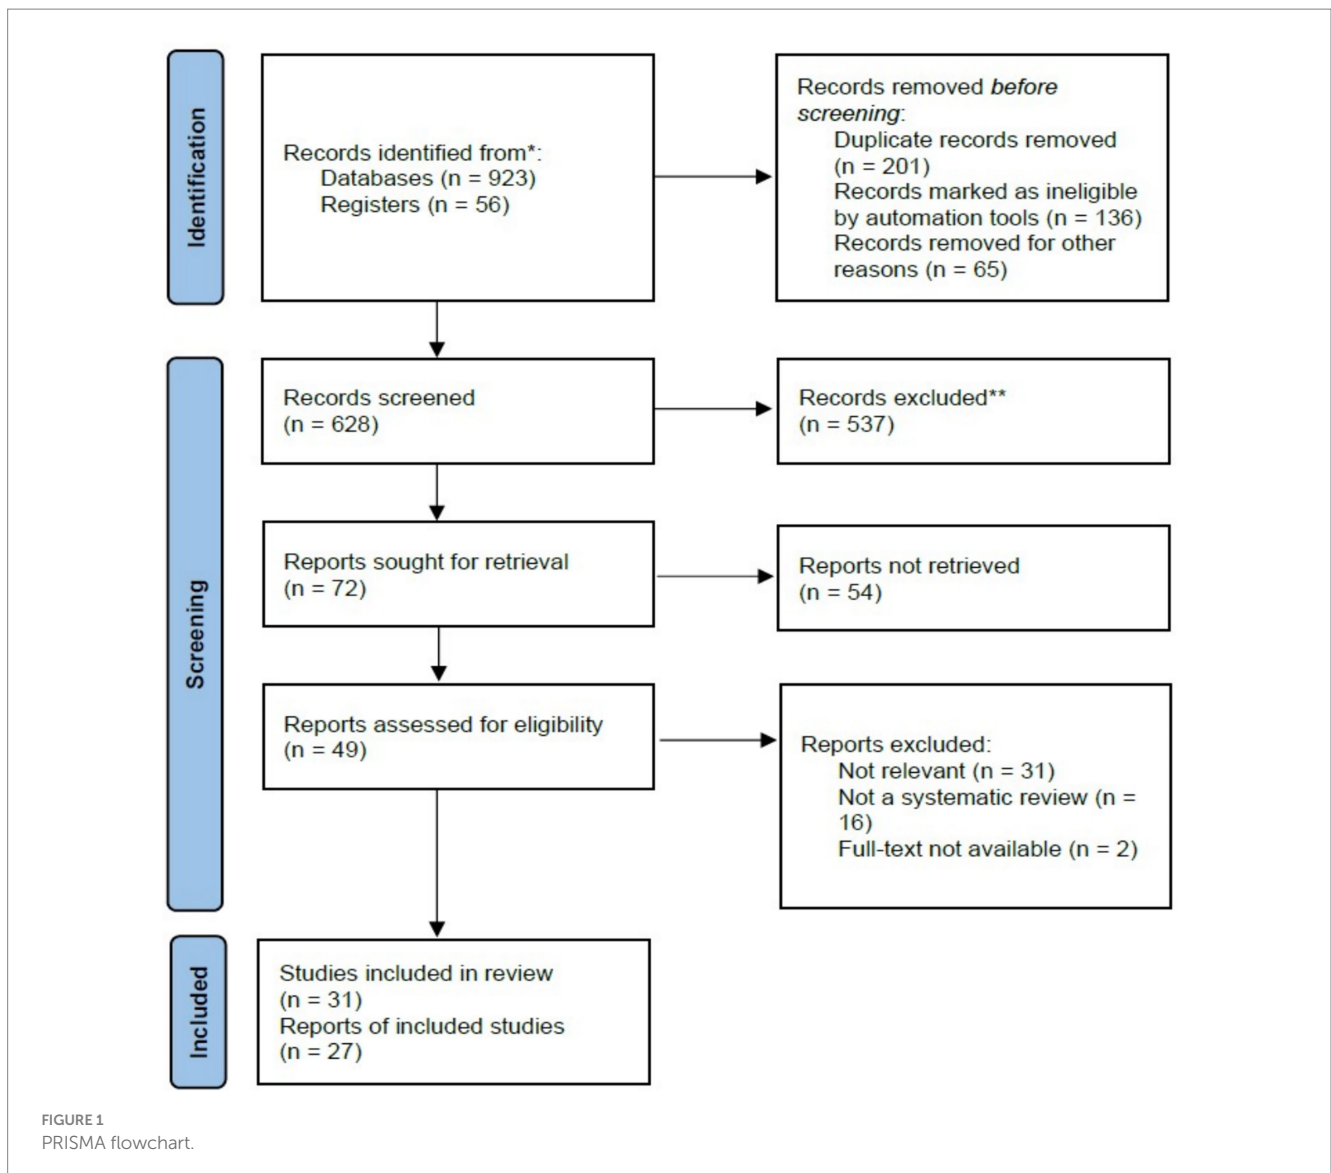 Identification
Records identified from*:
Databases (n = 923)
Registers (n = 56)
Records removed before
screening:
Duplicate records removed
(n = 201)
Records marked as ineligible
by automation tools (n = 136)
Records removed for other
reasons (n = 65)
Screening
Records screened
(n = 628)
Records excluded**
(n = 537)
Reports sought for retrieval
(n = 72)
Reports not retrieved
(n = 54)
Reports assessed for eligibility
(n = 49)
Reports excluded:
Not relevant (n = 31)
Not a systematic review (n =
16)
Full-text not available (n = 2)
Included
Studies included in review
(n = 31)
Reports of included studies
(n = 27)
FIGURE 1
PRISMA flowchart.